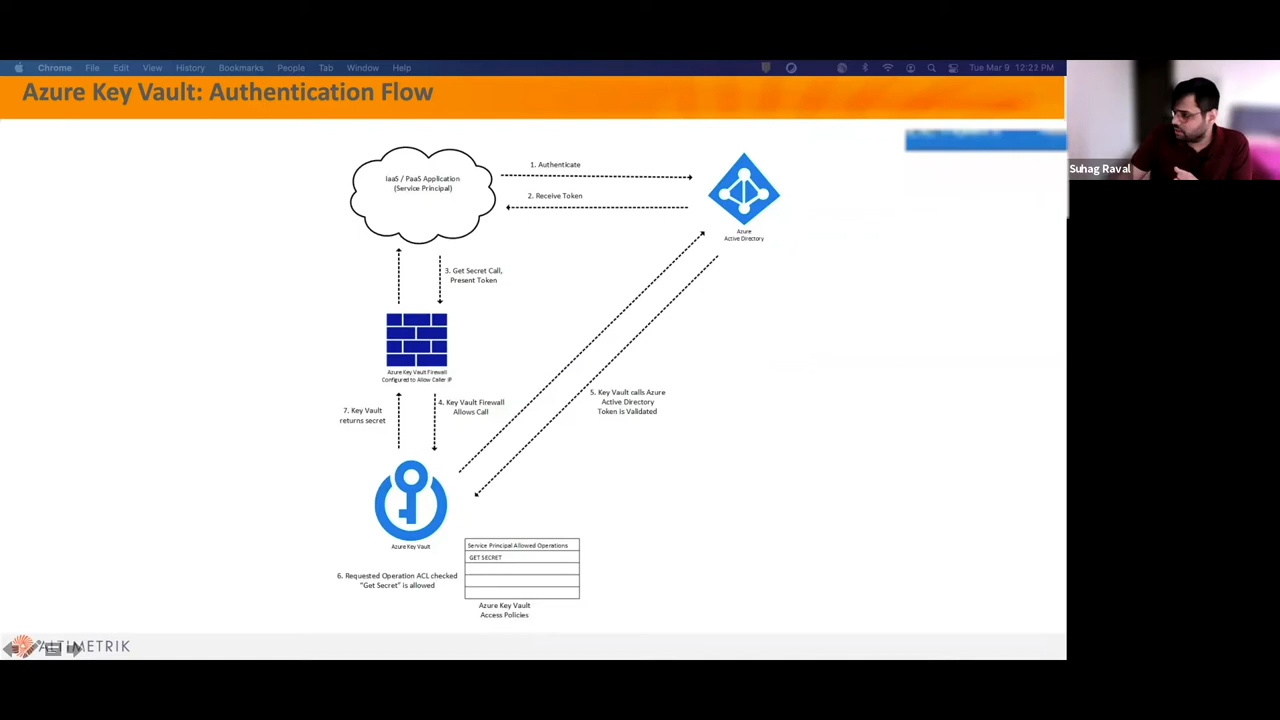 Chrome File Edit View History Bookmarks People Tab Window Help
Tue Mar 9 12:22 PM
Azure Key Vault: Authentication Flow
Suhag Raval
IaaS / PaaS Application
(Service Principal)
1. Authenticate
2. Receive Token
Azure
Active Directory
3. Get Secret Call,
Present Token
Azure Key Vault Firewall
Configured to Allow Caller IP
4. Key Vault Firewall
Allows Call
5. Key Vault calls Azure
Active Directory
Token is Validated
7. Key Vault
returns secret
Azure Key Vault
Service Principal Allowed Operations
GET SECRET
6. Requested Operation ACL checked
"Get Secret" is allowed
Azure Key Vault
Access Policies
ALTIMETRIK